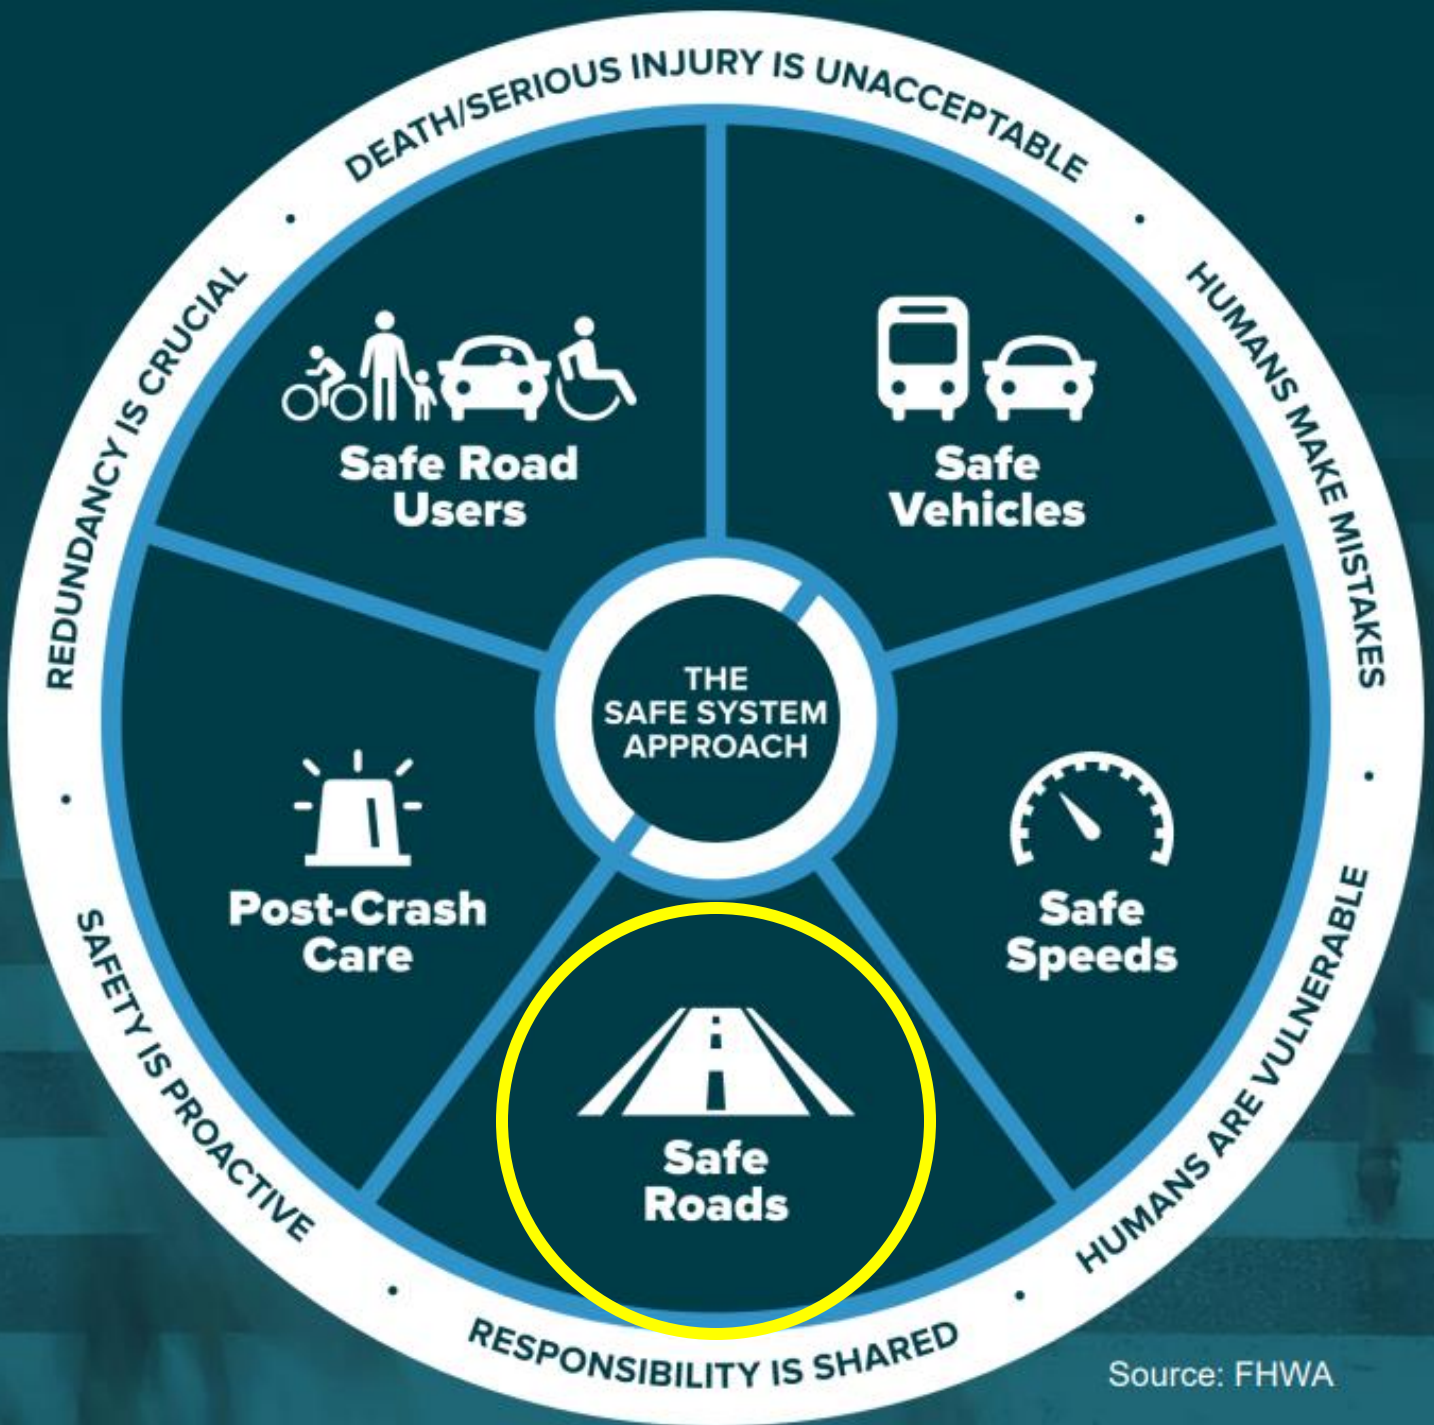 DEATH/SERIOUS INJURY IS UNACCEPTABLE
HUMANS MAKE MISTAKES
HUMANS ARE VULNERABLE
RESPONSIBILITY IS SHARED
SAFETY IS PROACTIVE
REDUNDANCY IS CRUCIAL
Safe Road
Users
Safe
Vehicles
THE
SAFE SYSTEM
APPROACH
Post-Crash
Care
Safe
Speeds
Safe
Roads
Source: FHWA